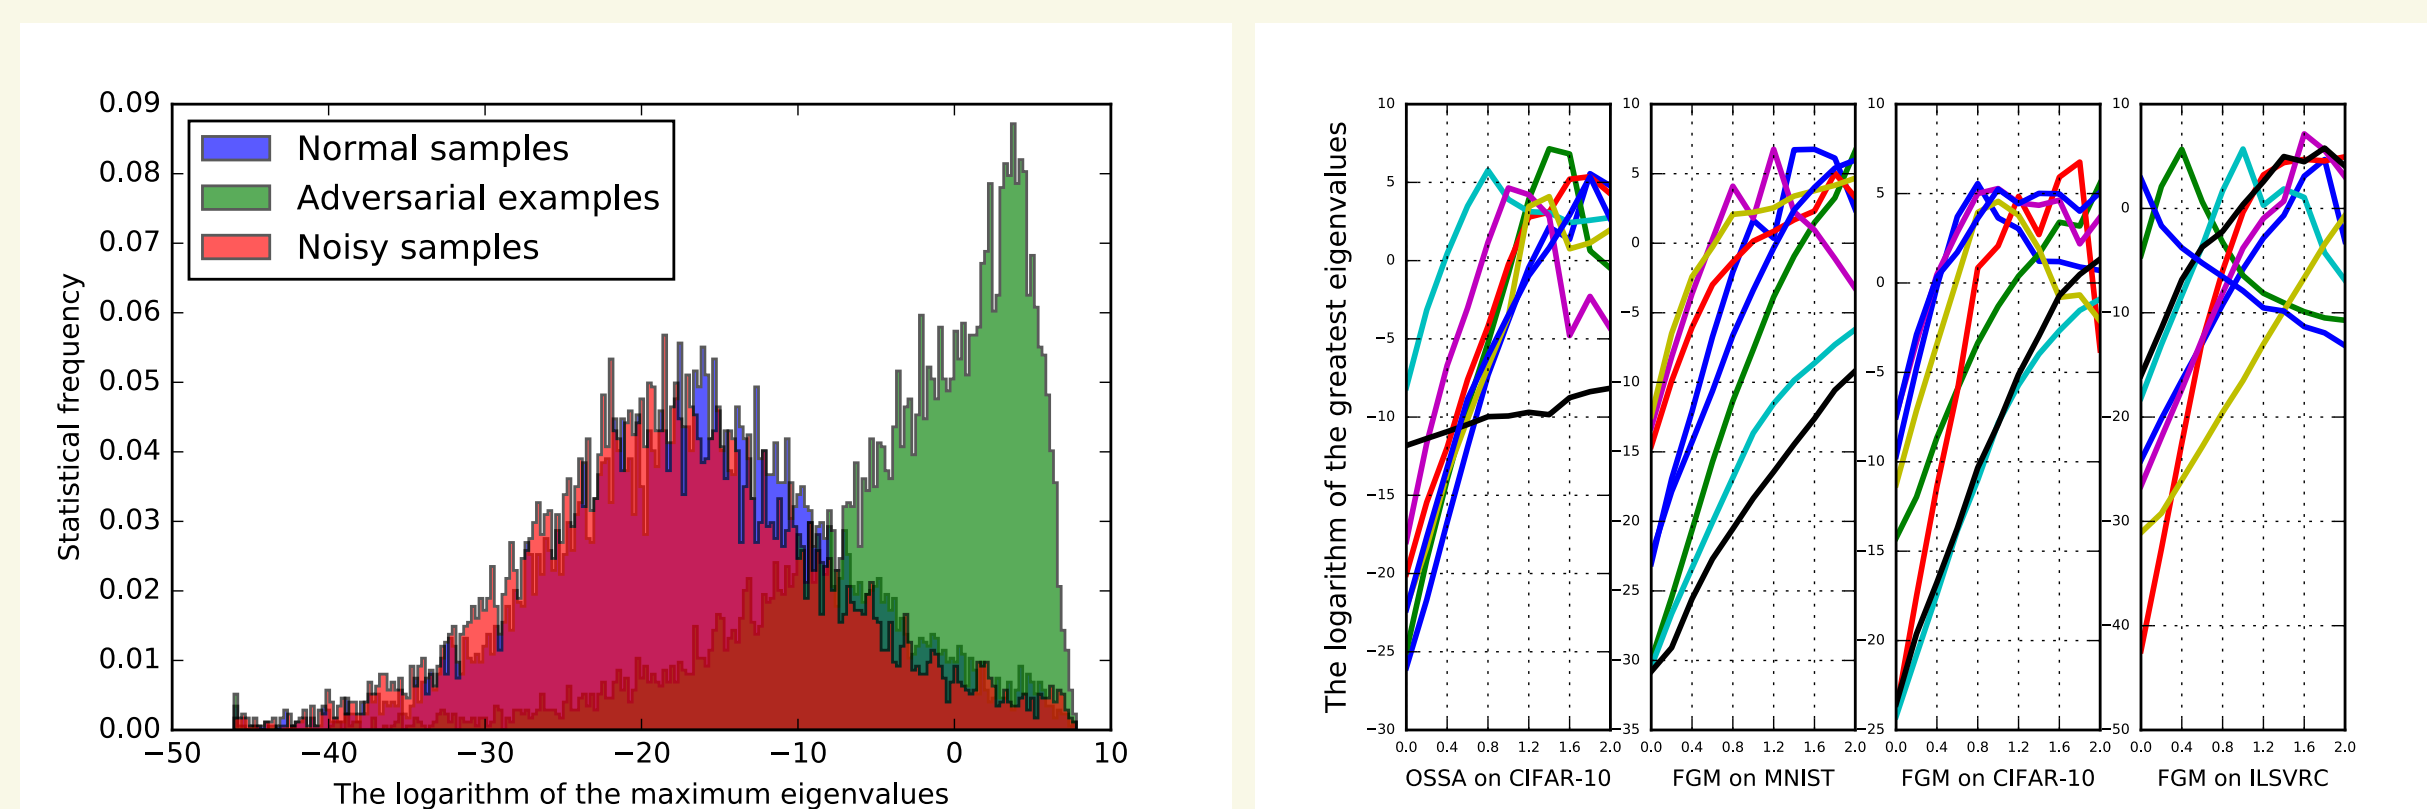 0.09
0.08
0.07
0.06
0.05
0.04
0.03
0.02
0.01
0.00
Statistical frequency
Normal samples
Adversarial examples
Noisy samples
−50 −40 −30 −20 −10 0 10
The logarithm of the maximum eigenvalues
The logarithm of the greatest eigenvalues
10
5
0
−5
−10
−15
−20
−25
−30
0.0 0.4 0.8 1.2 1.6 2.0
OSSA on CIFAR-10
10
5
0
−5
−10
−15
−20
−25
−30
−35
0.0 0.4 0.8 1.2 1.6 2.0
FGM on MNIST
10
5
0
−5
−10
−15
−20
−25
0.0 0.4 0.8 1.2 1.6 2.0
FGM on CIFAR-10
10
0
−10
−20
−30
−40
−50
0.0 0.4 0.8 1.2 1.6 2.0
FGM on ILSVRC